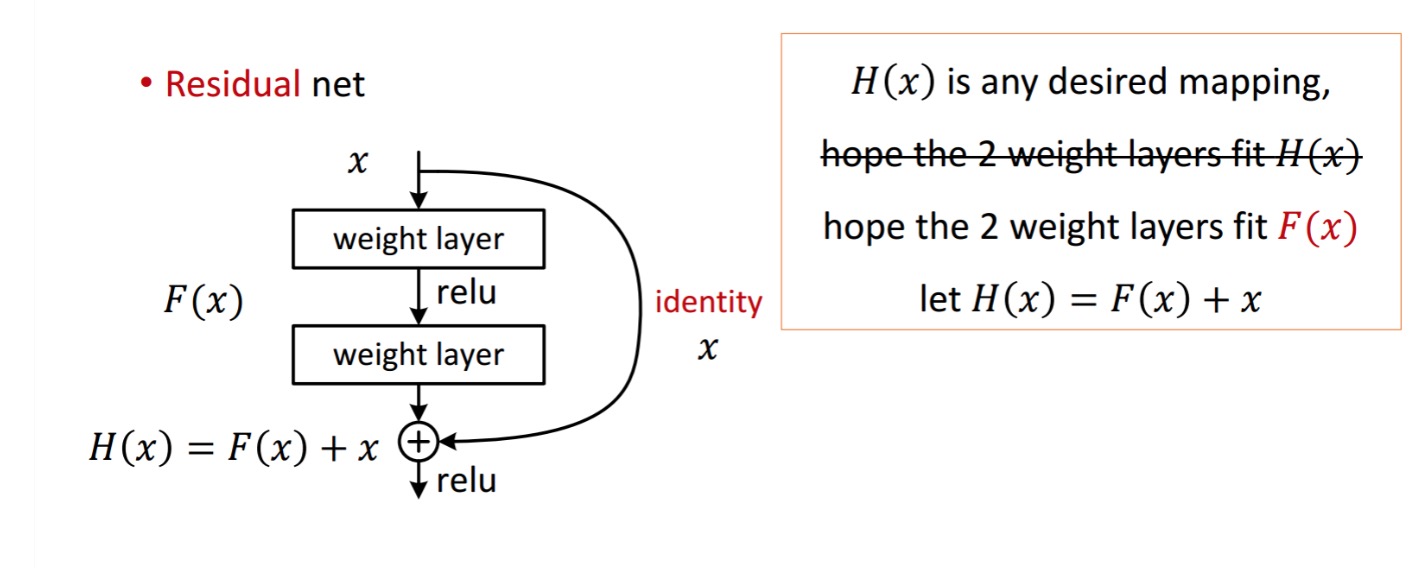 • Residual net
x
weight layer
relu
F(x)
weight layer
identity
x
H(x) = F(x) + x
+
relu
H(x) is any desired mapping,
hope the 2 weight layers fit H(x)
hope the 2 weight layers fit F(x)
let H(x) = F(x) + x